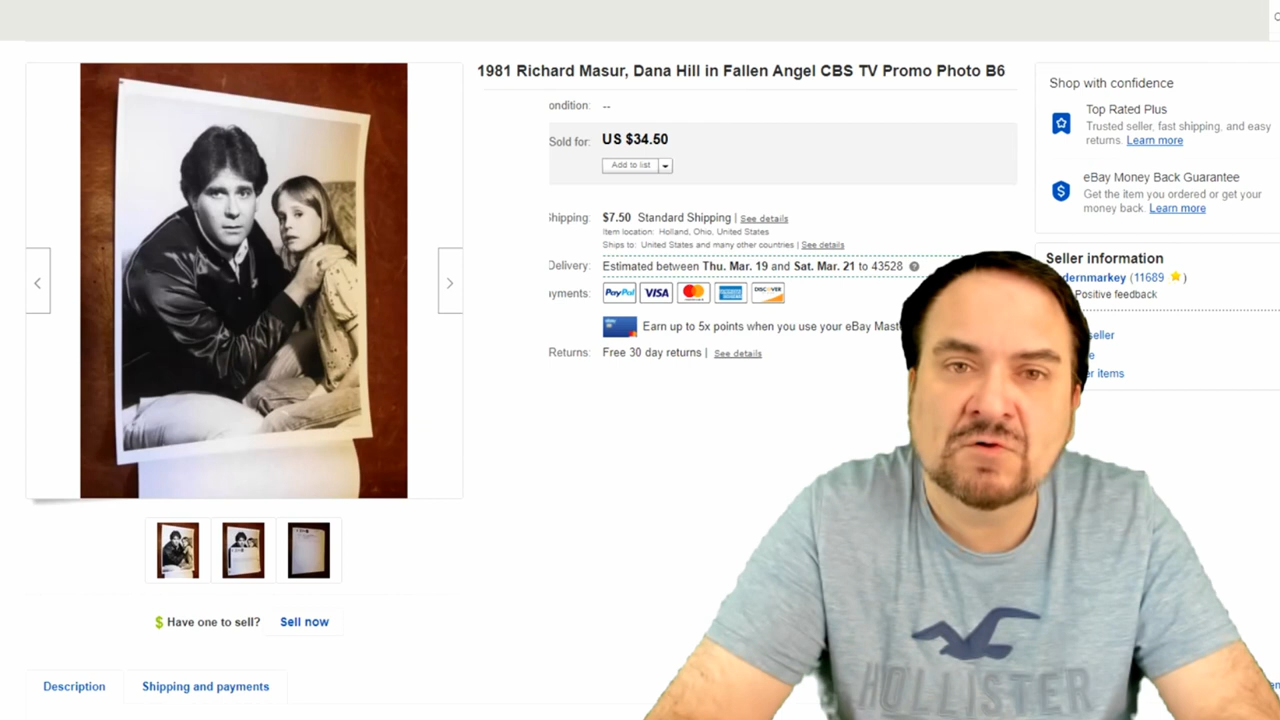 1981 Richard Masur, Dana Hill in Fallen Angel CBS TV Promo Photo B6
ondition: --
Sold for: US $34.50
Add to list
hipping: $7.50 Standard Shipping | See details
Item location: Holland, Ohio, United States
Ships to: United States and many other countries | See details
Delivery: Estimated between Thu. Mar. 19 and Sat. Mar. 21 to 43528 ?
ayments: PayPal VISA MasterCard AMERICAN EXPRESS DISCOVER
Earn up to 5x points when you use your eBay Mast
Returns: Free 30 day returns | See details
Shop with confidence
Top Rated Plus
Trusted seller, fast shipping, and easy
returns. Learn more
eBay Money Back Guarantee
Get the item you ordered or get your
money back. Learn more
Seller information
dernmarkey (11689 )
Positive feedback
seller
e
er items
$ Have one to sell? Sell now
Description
Shipping and payments
HOLLISTER